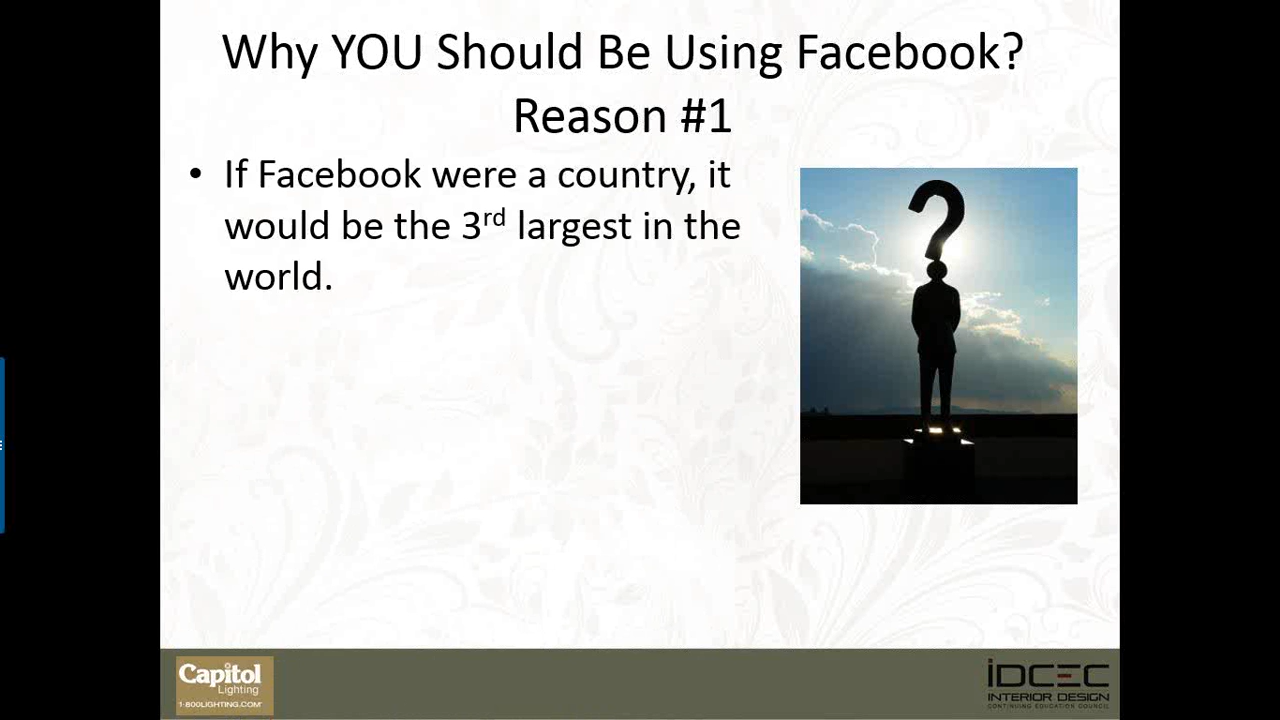 Why YOU Should Be Using Facebook?
Reason #1
• If Facebook were a country, it
would be the 3rd largest in the
world.
Capitol
Lighting
1-800LIGHTING.COM
IDCEC
INTERIOR DESIGN
CONTINUING EDUCATION COUNCIL